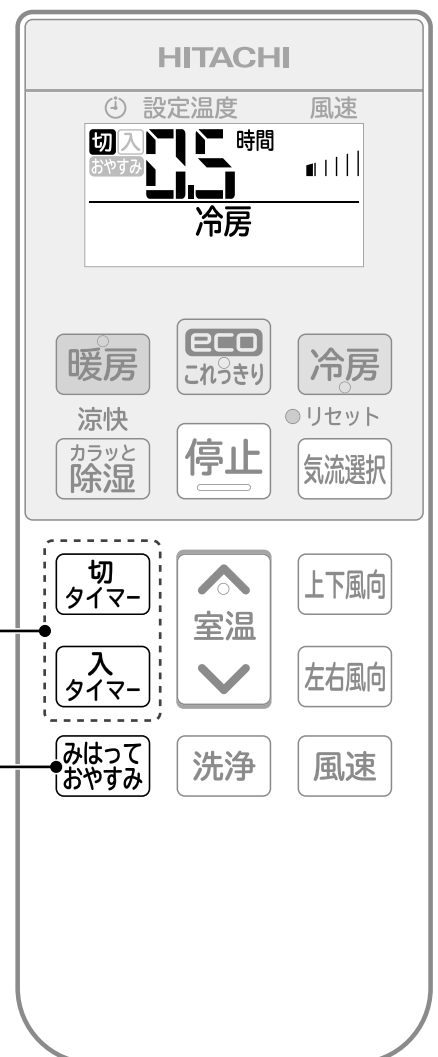 HITACHI
設定温度 風速
切 入 0.5 時間
おやすみ
冷房
暖房
eco
これっきり
冷房
涼快
リセット
カラッと
除湿
停止
気流選択
切
タイマー
室温
上下風向
入
タイマー
左右風向
みはって
おやすみ
洗浄
風速